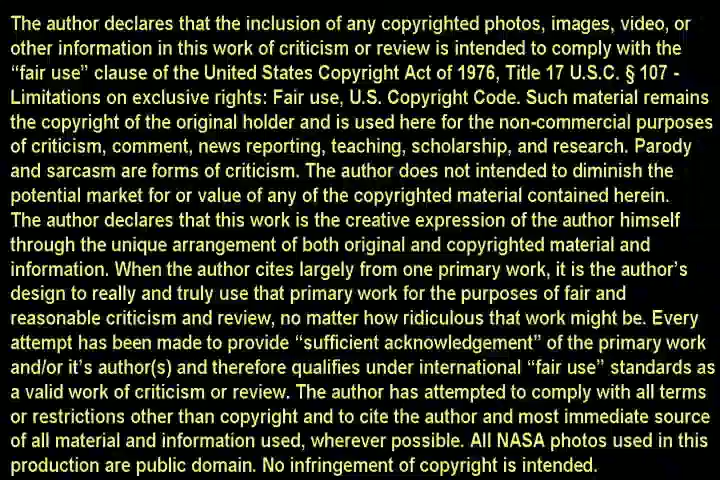 The author declares that the inclusion of any copyrighted photos, images, video, or
other information in this work of criticism or review is intended to comply with the
“fair use” clause of the United States Copyright Act of 1976, Title 17 U.S.C. § 107 -
Limitations on exclusive rights: Fair use, U.S. Copyright Code. Such material remains
the copyright of the original holder and is used here for the non-commercial purposes
of criticism, comment, news reporting, teaching, scholarship, and research. Parody
and sarcasm are forms of criticism. The author does not intended to diminish the
potential market for or value of any of the copyrighted material contained herein.
The author declares that this work is the creative expression of the author himself
through the unique arrangement of both original and copyrighted material and
information. When the author cites largely from one primary work, it is the author’s
design to really and truly use that primary work for the purposes of fair and
reasonable criticism and review, no matter how ridiculous that work might be. Every
attempt has been made to provide “sufficient acknowledgement” of the primary work
and/or it’s author(s) and therefore qualifies under international “fair use” standards as
a valid work of criticism or review. The author has attempted to comply with all terms
or restrictions other than copyright and to cite the author and most immediate source
of all material and information used, wherever possible. All NASA photos used in this
production are public domain. No infringement of copyright is intended.